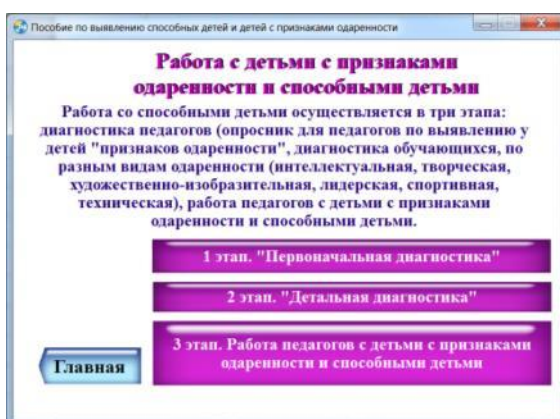 Пособие по выявлению способных детей и детей с признаками одаренности
Работа с детьми с признаками
одаренности и способными детьми
Работа со способными детьми осуществляется в три этапа:
диагностика педагогов (опросник для педагогов по выявлению у
детей "признаков одаренности", диагностика обучающихся, по
разным видам одаренности (интеллектуальная, творческая,
художественно-изобразительная, лидерская, спортивная,
техническая), работа педагогов с детьми с признаками
одаренности и способными детьми.
1 этап. "Первоначальная диагностика"
2 этап. "Детальная диагностика"
3 этап. Работа педагогов с детьми с признаками
одаренности и способными детьми
Главная